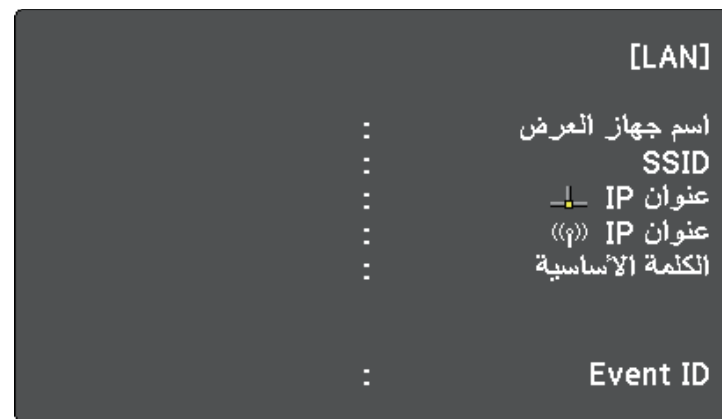 [LAN]
اسم جهاز العرض :
SSID :
عنوان IP :
عنوان IP :
الكلمة الأساسية :
Event ID :